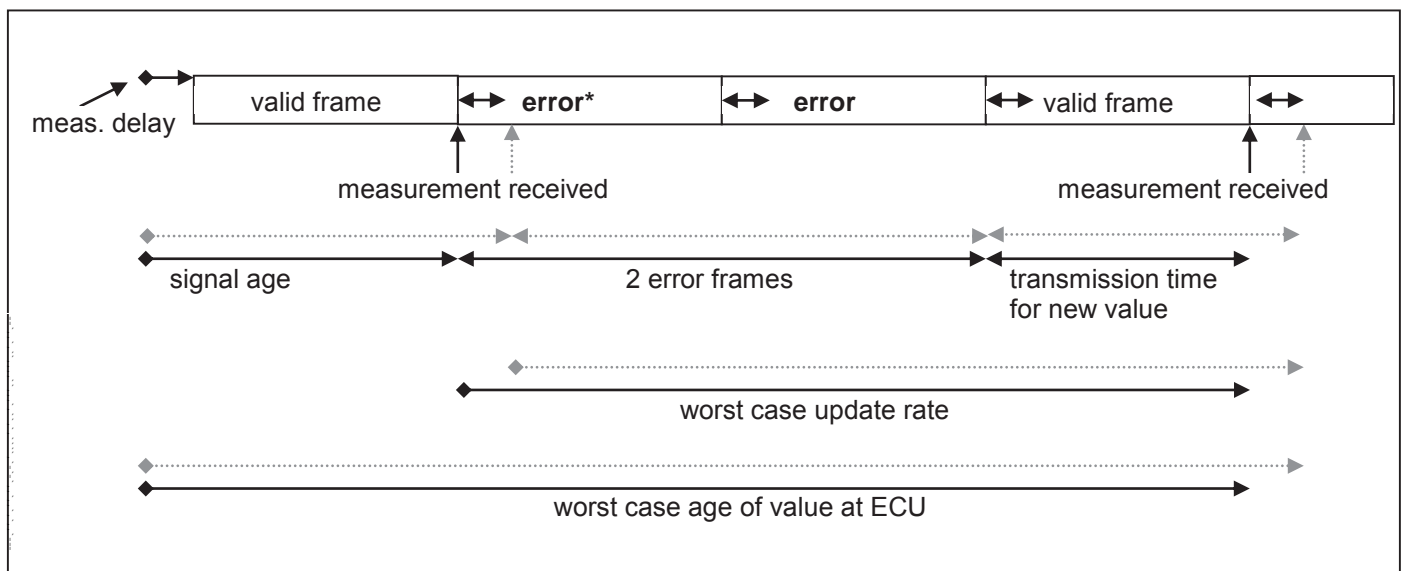 valid frame
error*
error
valid frame
meas. delay
measurement received
measurement received
signal age
2 error frames
transmission time
for new value
worst case update rate
worst case age of value at ECU